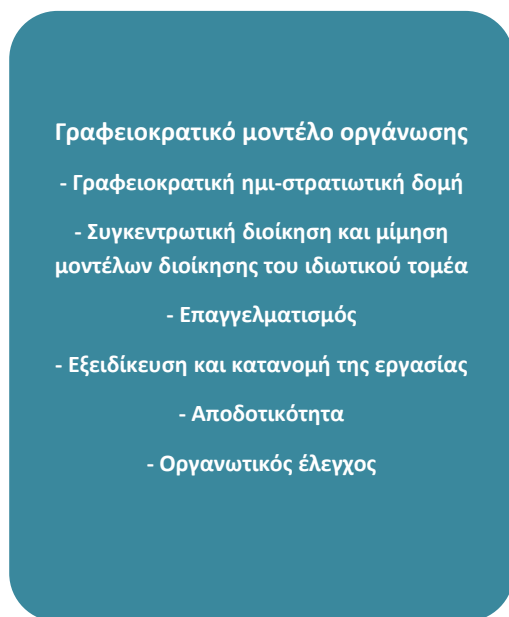 Γραφειοκρατικό μοντέλο οργάνωσης
- Γραφειοκρατική ημι-στρατιωτική δομή
- Συγκεντρωτική διοίκηση και μίμηση
μοντέλων διοίκησης του ιδιωτικού τομέα
- Επαγγελματισμός
- Εξειδίκευση και κατανομή της εργασίας
- Αποδοτικότητα
- Οργανωτικός έλεγχος